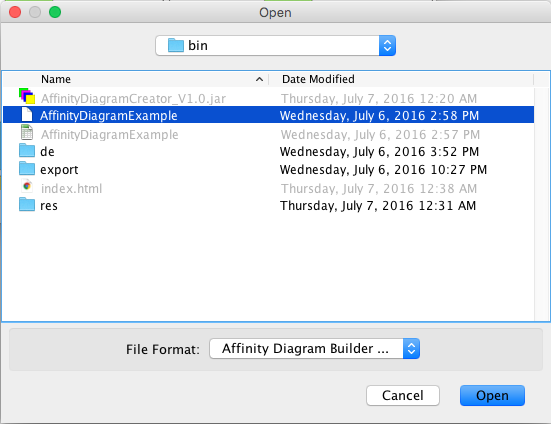 Open
bin
Name Date Modified
AffinityDiagramCreator_V1.0.jar Thursday, July 7, 2016 12:20 AM
AffinityDiagramExample Wednesday, July 6, 2016 2:58 PM
AffinityDiagramExample Wednesday, July 6, 2016 2:57 PM
de Wednesday, July 6, 2016 3:52 PM
export Wednesday, July 6, 2016 10:27 PM
index.html Thursday, July 7, 2016 12:38 AM
res Thursday, July 7, 2016 12:31 AM
File Format: Affinity Diagram Builder ...
Cancel Open